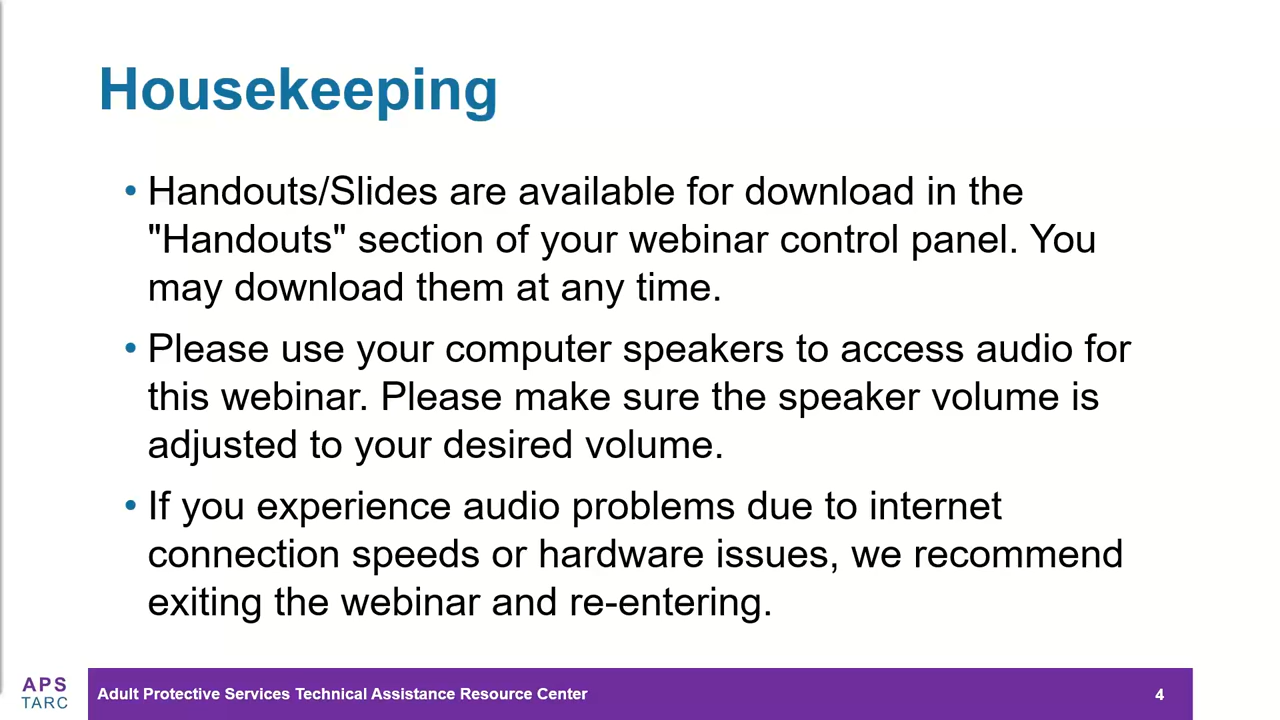 Housekeeping
• Handouts/Slides are available for download in the
"Handouts" section of your webinar control panel. You
may download them at any time.
• Please use your computer speakers to access audio for
this webinar. Please make sure the speaker volume is
adjusted to your desired volume.
• If you experience audio problems due to internet
connection speeds or hardware issues, we recommend
exiting the webinar and re-entering.
APS
TARC
Adult Protective Services Technical Assistance Resource Center
4